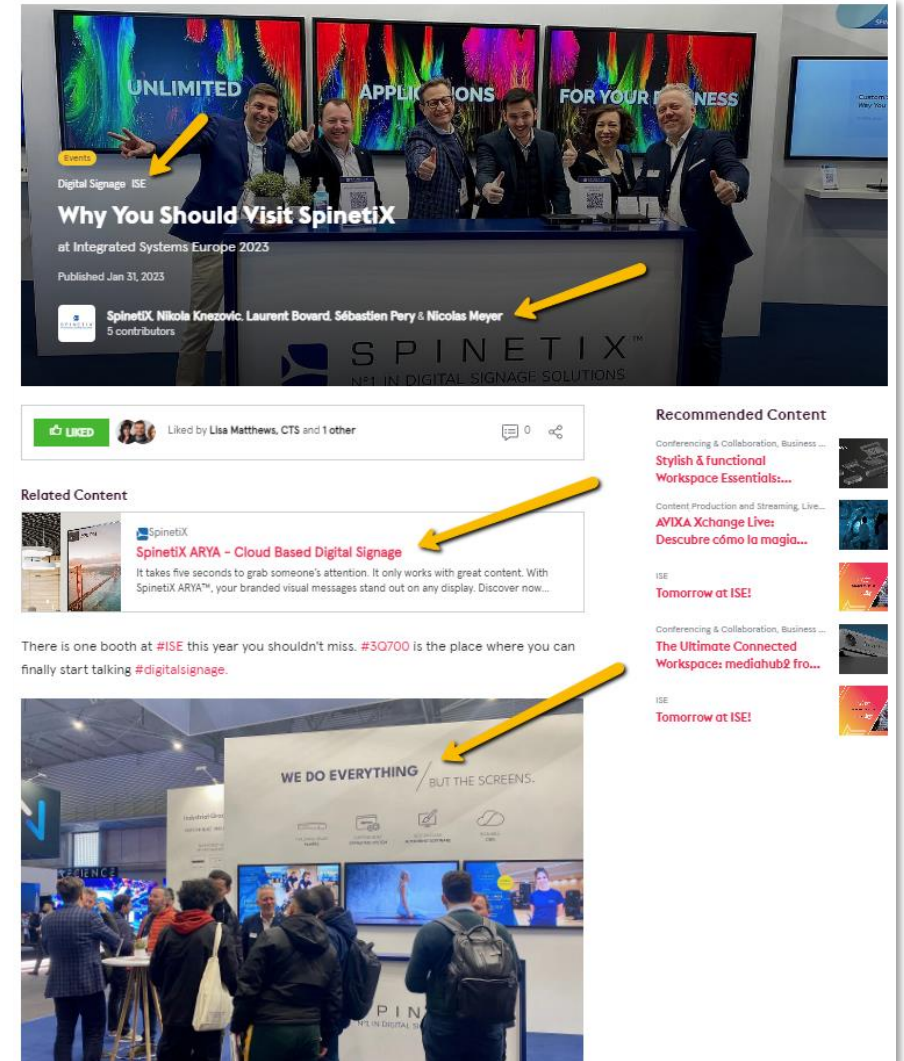 UNLIMITED
APPLICATIONS
FOR YOUR BUSINESS
Events
Digital Signage ISE
Why You Should Visit SpinetiX
at Integrated Systems Europe 2023
Published Jan 31, 2023
SpinetiX, Nikola Knezovic, Laurent Bovard, Sébastien Pery & Nicolas Meyer
5 contributors
SPINETIX™
Nº1 IN DIGITAL SIGNAGE SOLUTIONS
LIKED
Liked by Lisa Matthews, CTS and 1 other
0
Related Content
SpinetiX
SpinetiX ARYA - Cloud Based Digital Signage
It takes five seconds to grab someone's attention. It only works with great content. With
SpinetiX ARYA™, your branded visual messages stand out on any display. Discover now...
There is one booth at #ISE this year you shouldn't miss. #3Q700 is the place where you can
finally start talking #digitalsignage.
WE DO EVERYTHING / BUT THE SCREENS.
Recommended Content
Conferencing & Collaboration, Business ...
Stylish & functional
Workspace Essentials:...
Content Production and Streaming, Live...
AVIXA Xchange Live:
Descubre cómo la magia...
ISE
Tomorrow at ISE!
Conferencing & Collaboration, Business ...
The Ultimate Connected
Workspace: mediahub2 fro...
ISE
Tomorrow at ISE!